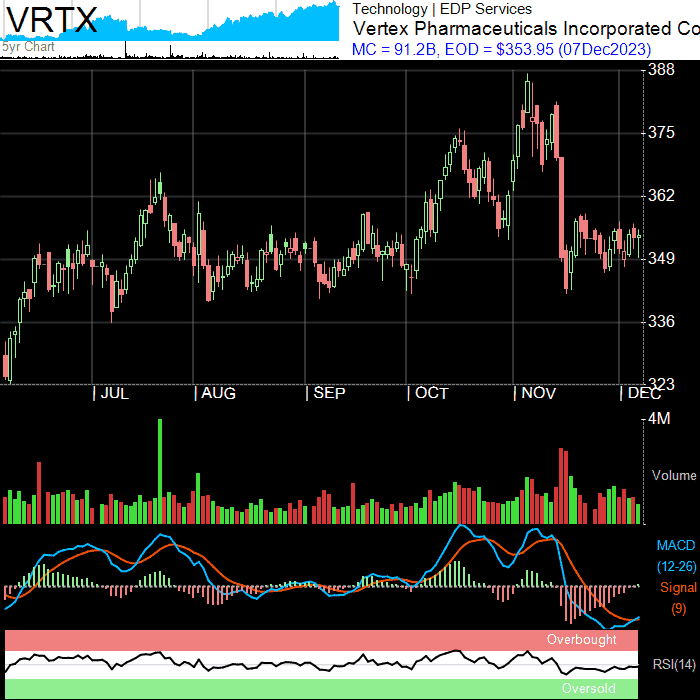 VRTX
5yr Chart
Technology | EDP Services
Vertex Pharmaceuticals Incorporated Co
MC = 91.2B, EOD = $353.95 (07Dec2023)
388
375
362
349
336
323
JUL AUG SEP OCT NOV DEC
4M
Volume
MACD
(12-26)
Signal
(9)
Overbought
RSI(14)
Oversold